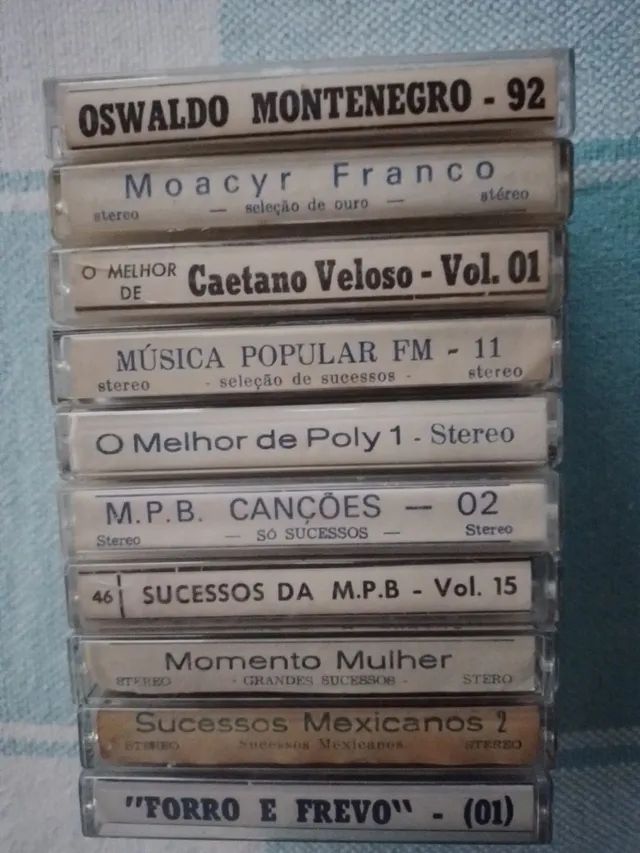 OSWALDO MONTENEGRO - 92
Moacyr Franco
stereo — seleção de ouro — stéreo
O MELHOR DE Caetano Veloso - Vol. 01
MÚSICA POPULAR FM - 11
stereo - seleção de sucessos - stereo
O Melhor de Poly 1 - Stereo
M.P.B. CANÇÕES — 02
Stereo — SÓ SUCESSOS — Stereo
46 SUCESSOS DA M.P.B - Vol. 15
Momento Mulher
STEREO - GRANDES SUCESSOS - STERO
Sucessos Mexicanos 2
STEREO Sucessos Mexicanos STEREO
"FORRO E FREVO" - (01)